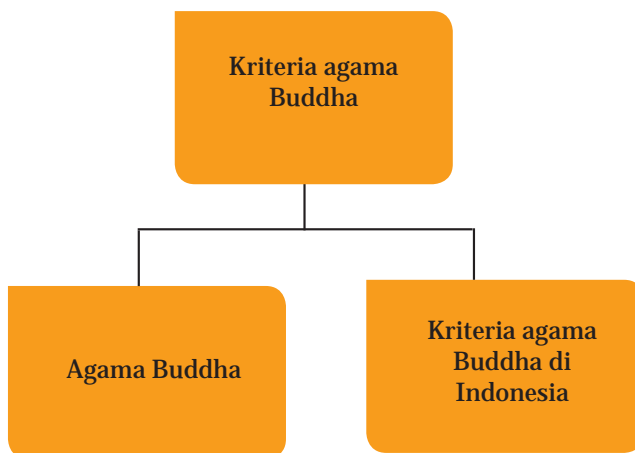 Kriteria agama
Buddha
Agama Buddha
Kriteria agama
Buddha di
Indonesia